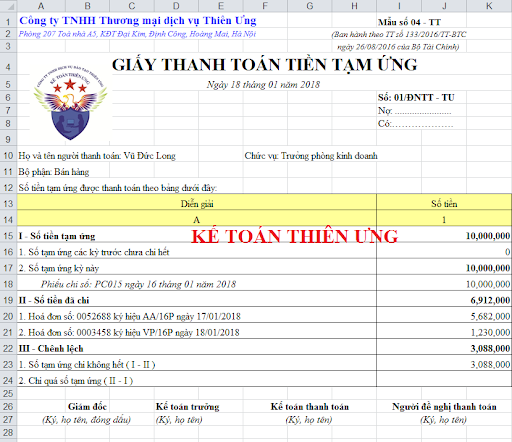 A B C D E F G H I J K
1 Công ty TNHH Thương mại dịch vụ Thiên Ưng Mẫu số 04 - TT
2 Phòng 207 Toà nhà A5, KĐT Đại Kim, Định Công, Hoàng Mai, Hà Nội (Ban hành theo TT số 133/2016/TT-BTC
3 ngày 26/08/2016 của Bộ Tài Chính)
4 GIẤY THANH TOÁN TIỀN TẠM ỨNG
5 Ngày 18 tháng 01 năm 2018
KẾ TOÁN THIÊN ƯNG
6 Số: 01/ĐNTT - TU
7 Nợ: ........................
8 Có:……………………
9
10 Họ và tên người thanh toán: Vũ Đức Long Chức vụ: Trưởng phòng kinh doanh
11 Bộ phận: Bán hàng
12 Số tiền tạm ứng được thanh toán theo bảng dưới đây:
13 Diễn giải Số tiền
14 A 1
15 I - Số tiền tạm ứng 10,000,000
KẾ TOÁN THIÊN ƯNG
16 1. Số tạm ứng các kỳ trước chưa chi hết 0
17 2. Số tạm ứng kỳ này 10,000,000
18 Phiếu chi số: PC015 ngày 16 tháng 01 năm 2018 10,000,000
19 II - Số tiền đã chi 6,912,000
20 1. Hoá đơn số: 0052688 ký hiệu AA/16P ngày 17/01/2018 5,682,000
21 2. Hoá đơn số: 0003458 ký hiệu VP/16P ngày 18/01/2018 1,230,000
22 III - Chênh lệch 3,088,000
23 1. Số tạm ứng chi không hết ( I - II ) 3,088,000
24 2. Chi quá số tạm ứng ( II - I )
25
26 Giám đốc Kế toán trưởng Kế toán thanh toán Người đề nghị thanh toán
27 (Ký, họ tên, đóng dấu) (Ký, họ tên) (Ký, họ tên) (Ký, họ tên)
28